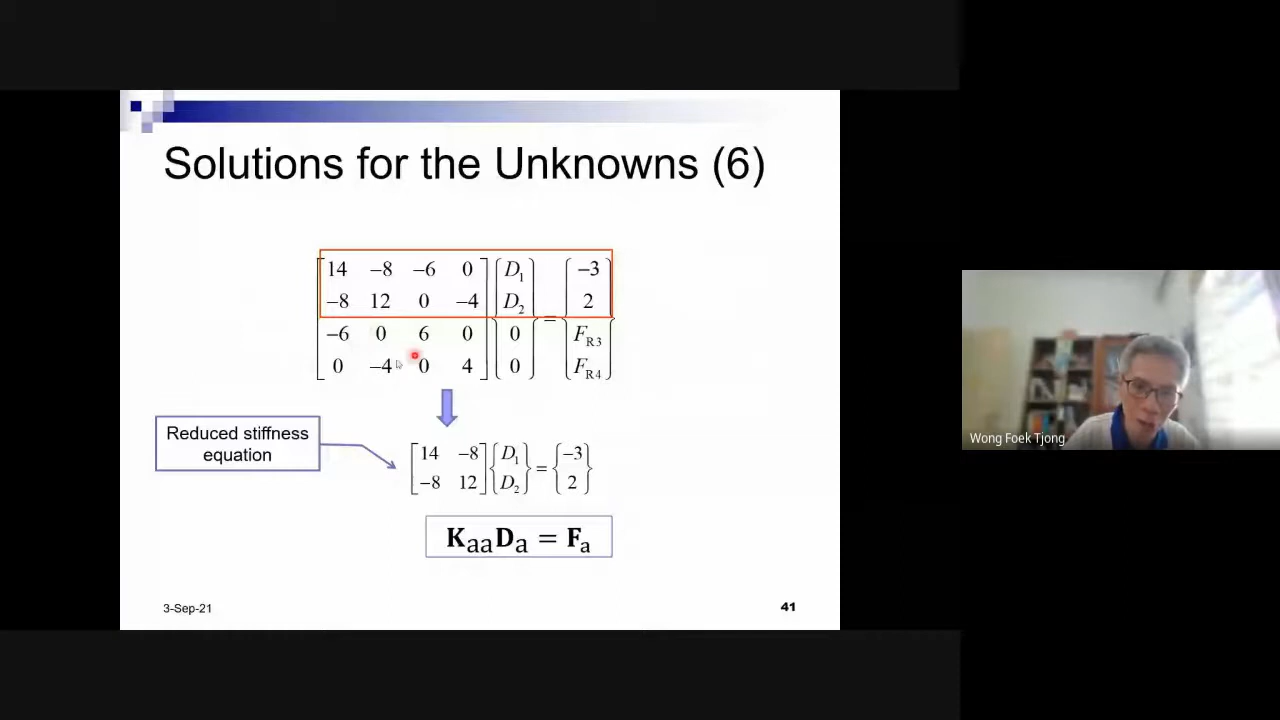 Solutions for the Unknowns (6)
14 −8 −6 0 D1 −3
−8 12 0 −4 D2 2
=
−6 0 6 0 0 FR3
0 −4 0 4 0 FR4
Reduced stiffness
equation
14 −8 D1 = −3
−8 12 D2 2
KaaDa = Fa
3-Sep-21
41
Wong Foek Tjong